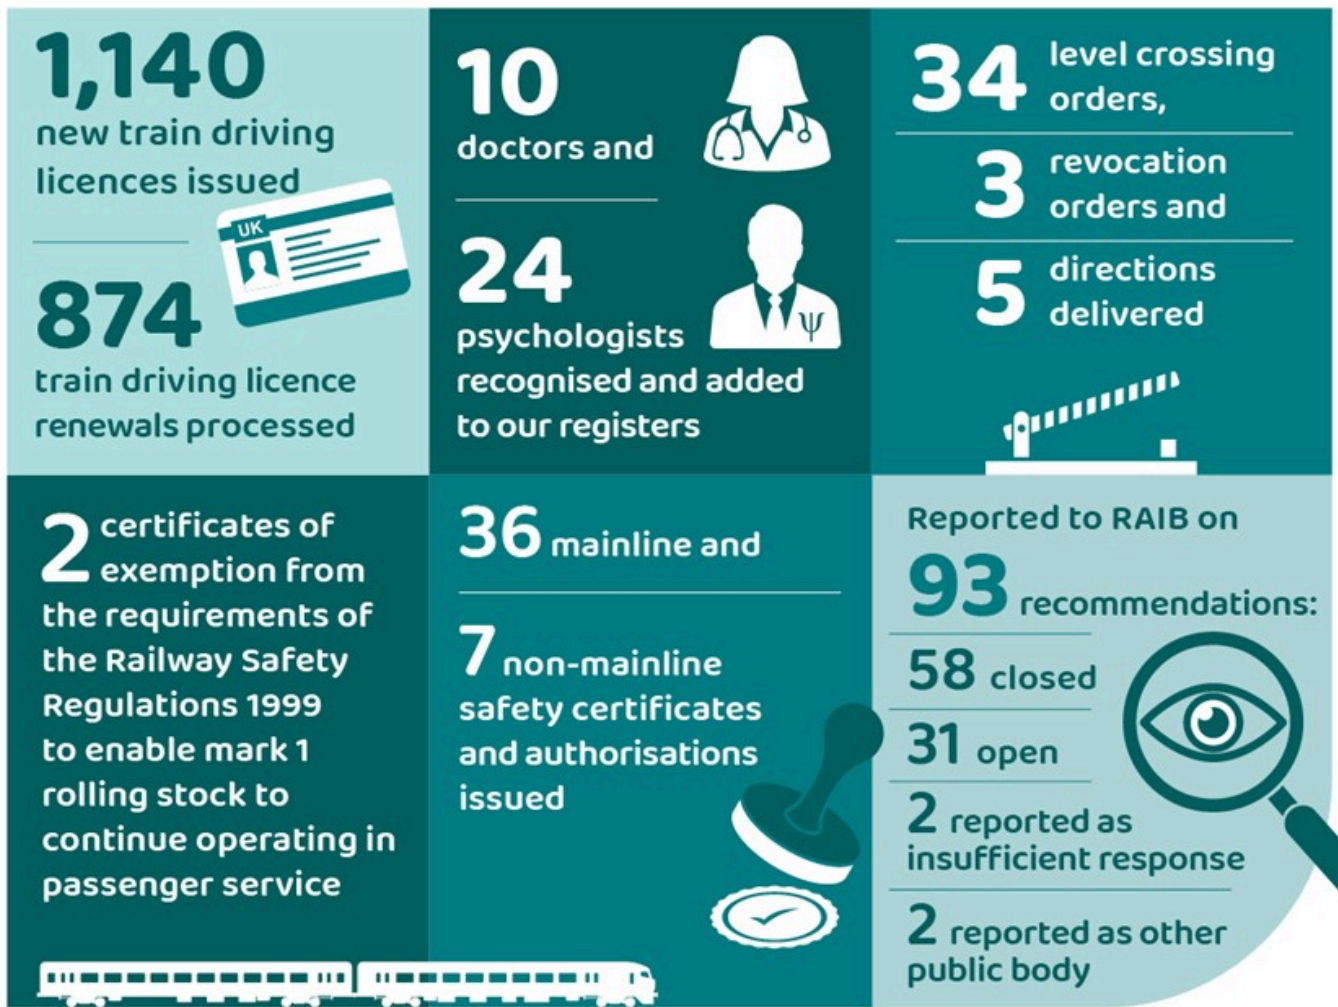 1,140
new train driving
licences issued
UK
874
train driving licence
renewals processed
10
doctors and
24
psychologists
recognised and added
to our registers
ψ
34 level crossing
orders,
3 revocation
orders and
5 directions
delivered
2 certificates of
exemption from
the requirements of
the Railway Safety
Regulations 1999
to enable mark 1
rolling stock to
continue operating in
passenger service
36 mainline and
7 non-mainline
safety certificates
and authorisations
issued
Reported to RAIB on
93 recommendations:
58 closed
31 open
2 reported as
insufficient response
2 reported as other
public body